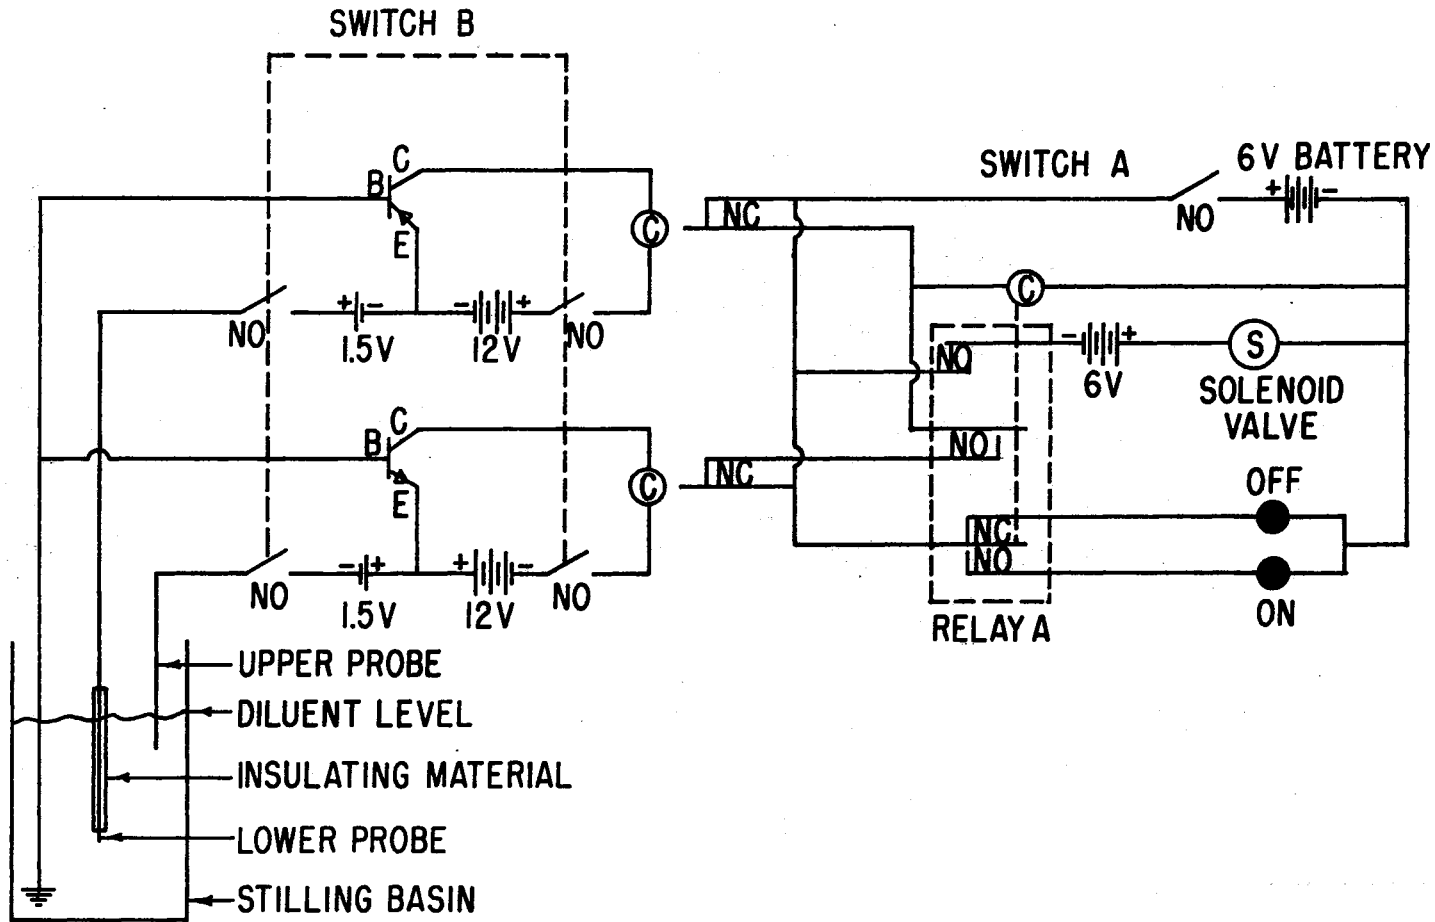 SWITCH B
C
B
E
C
NO
+ -
1.5V
- +
12V
NO
C
B
E
C
NO
- +
1.5V
+ -
12V
NO
SWITCH A
6V BATTERY
+ -
NO
NC
C
NO
- +
6V
S
SOLENOID
VALVE
NO
NC
NC
NO
OFF
ON
RELAY A
UPPER PROBE
DILUENT LEVEL
INSULATING MATERIAL
LOWER PROBE
STILLING BASIN